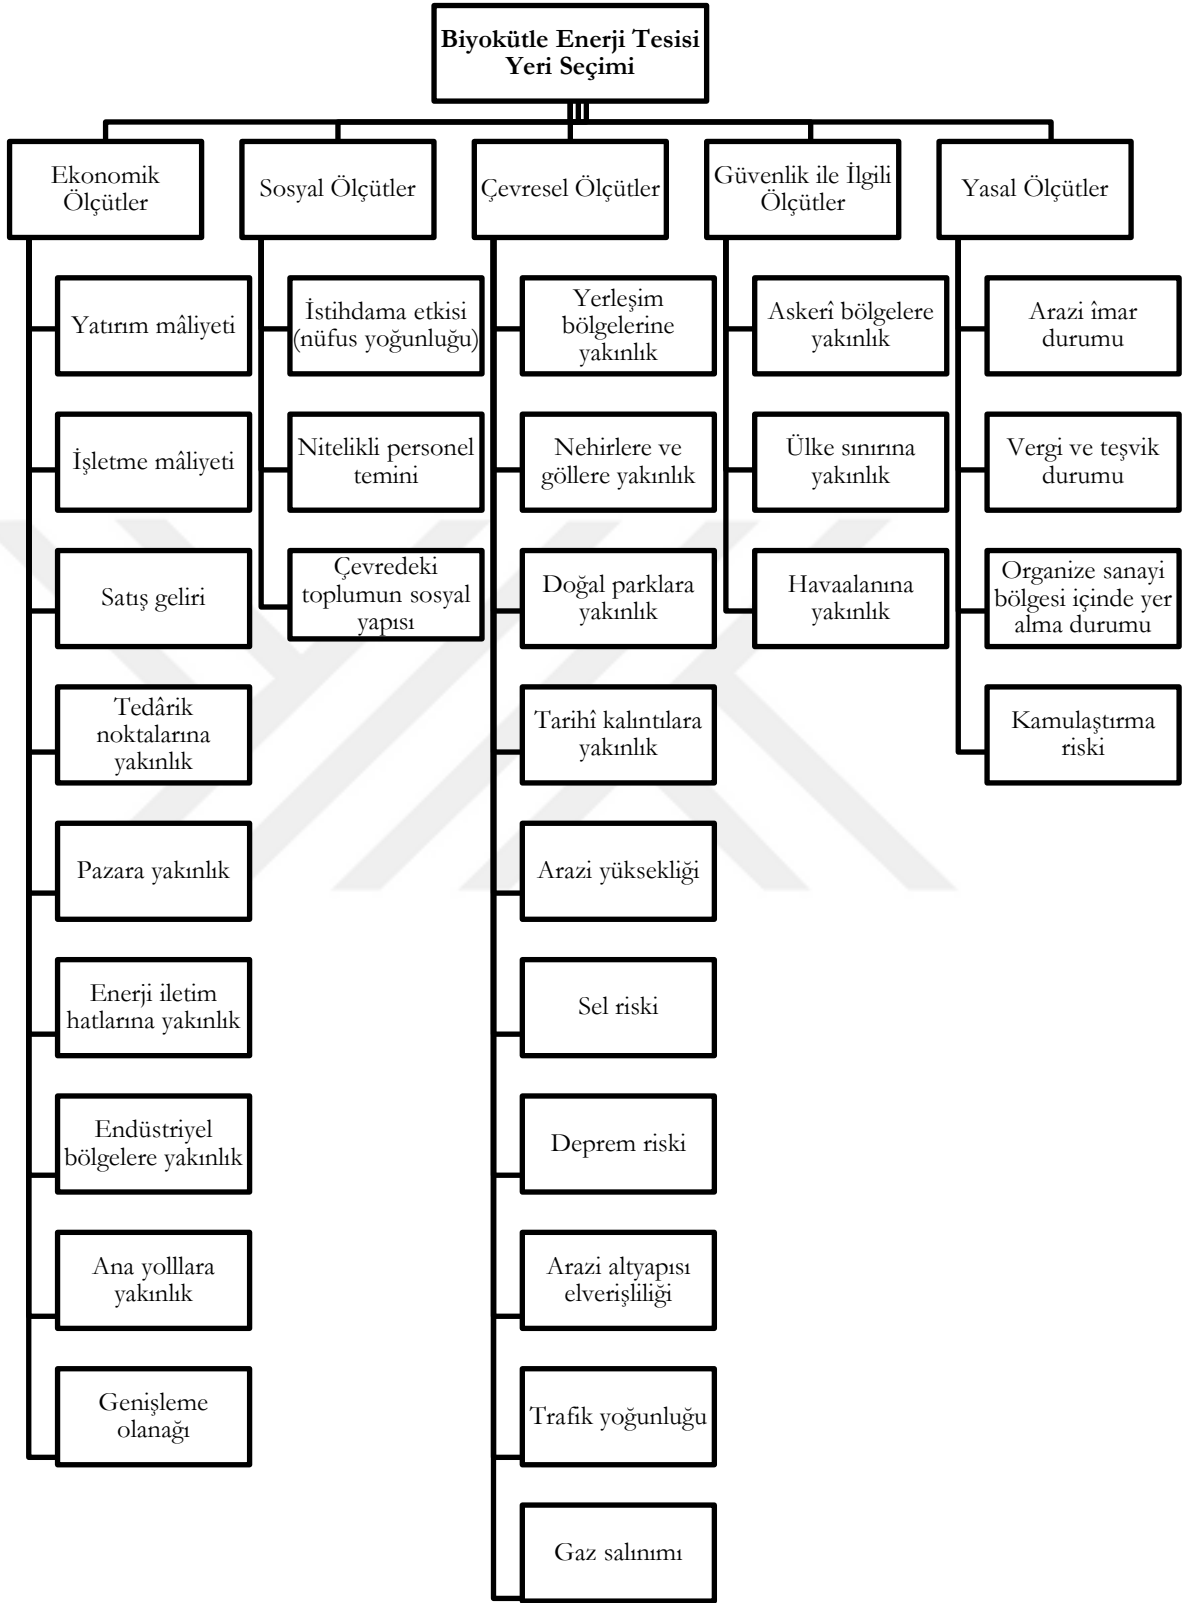 Biyokütle Enerji Tesisi
Yeri Seçimi
Ekonomik
Ölçütler
Yatırım mâliyeti
İşletme mâliyeti
Satış geliri
Tedârik
noktalarına
yakınlık
Pazara yakınlık
Enerji iletim
hatlarına yakınlık
Endüstriyel
bölgelere yakınlık
Ana yolllara
yakınlık
Genişleme
olanağı
Sosyal Ölçütler
İstihdama etkisi
(nüfus yoğunluğu)
Nitelikli personel
temini
Çevredeki
toplumun sosyal
yapısı
Çevresel Ölçütler
Yerleşim
bölgelerine
yakınlık
Nehirlere ve
göllere yakınlık
Doğal parklara
yakınlık
Tarihî kalıntılara
yakınlık
Arazi yüksekliği
Sel riski
Deprem riski
Arazi altyapısı
elverişliliği
Trafik yoğunluğu
Gaz salınımı
Güvenlik ile İlgili
Ölçütler
Askerî bölgelere
yakınlık
Ülke sınırına
yakınlık
Havaalanına
yakınlık
Yasal Ölçütler
Arazi îmar
durumu
Vergi ve teşvik
durumu
Organize sanayi
bölgesi içinde yer
alma durumu
Kamulaştırma
riski